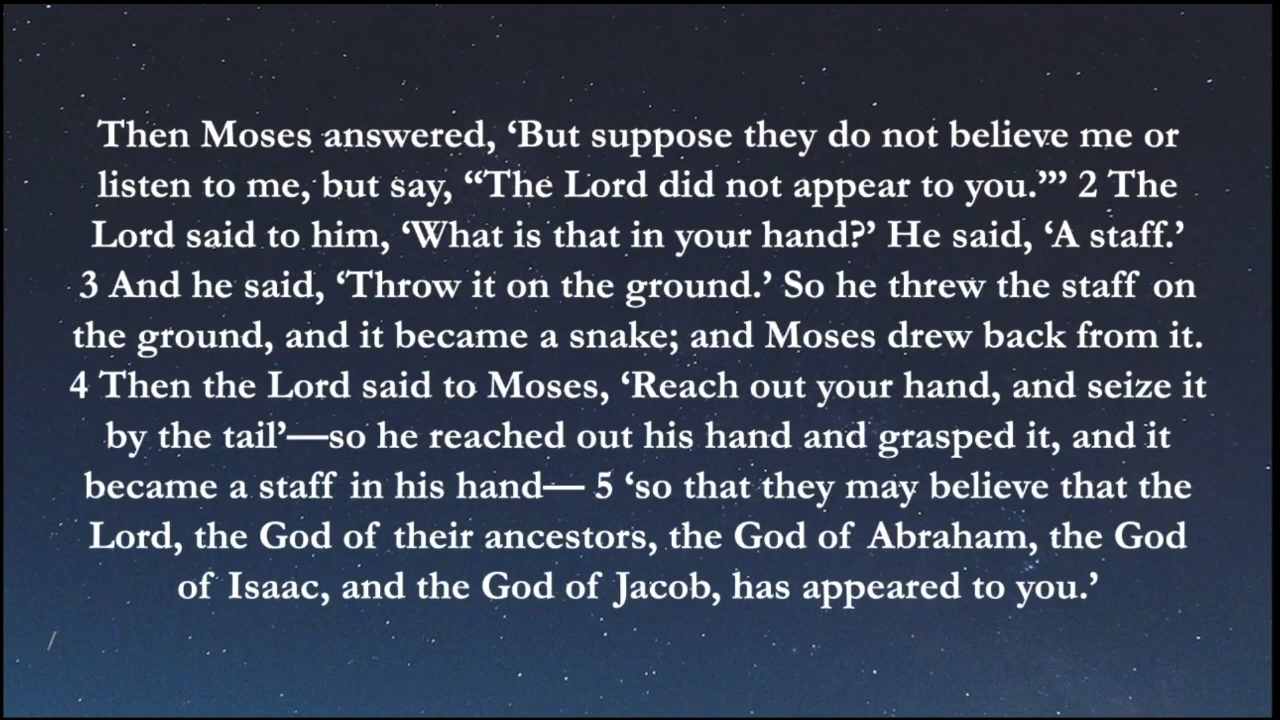 Then Moses answered, ‘But suppose they do not believe me or
listen to me, but say, “The Lord did not appear to you.”’ 2 The
Lord said to him, ‘What is that in your hand?’ He said, ‘A staff.’
3 And he said, ‘Throw it on the ground.’ So he threw the staff on
the ground, and it became a snake; and Moses drew back from it.
4 Then the Lord said to Moses, ‘Reach out your hand, and seize it
by the tail’—so he reached out his hand and grasped it, and it
became a staff in his hand— 5 ‘so that they may believe that the
Lord, the God of their ancestors, the God of Abraham, the God
of Isaac, and the God of Jacob, has appeared to you.’